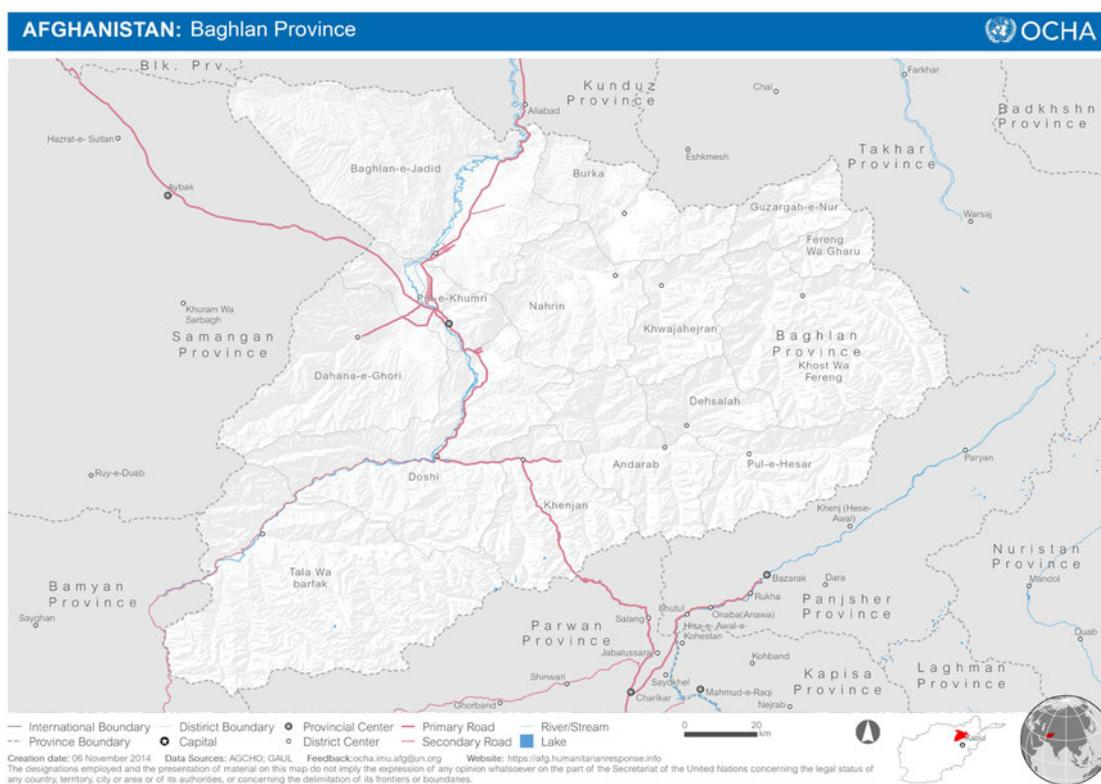 AFGHANISTAN: Baghlan Province
OCHA
Blk. Prv.
Kunduz
Province
Chal
Farkhar
Badkhshn
Province
Aliabad
Hazrat-e- Sultan
Eshkmesh
Takhar
Province
Baghlan-e-Jadid
Burka
Aybak
Guzargah-e-Nur
Warsaj
Fereng
Wa Gharu
Pul-e-Khumri
Nahrin
Khuram Wa
Sarbagh
Khwajahejran
Samangan
Province
Baghlan
Province
Khost Wa
Fereng
Dahana-e-Ghori
Dehsalah
Paryan
Andarab
Pul-e-Hesar
Ruy-e-Duab
Doshi
Khenjan
Khenj (Hese-
Awal)
Nuristan
Province
Tala Wa
barfak
Bazarak
Dara
Mandol
Bamyan
Province
Rukha
Panjsher
Province
Shutul
Onaba(Anawa)
Sayghan
Parwan
Province
Salang
Hisa-e- Awal-e-
Kohestan
Duab
Jabalussaraj
Kohband
Kapisa
Province
Laghman
Province
Shinwari
Saydkhel
Ghorband
Charikar
Mahmud-e-Raqi
Nejrab
International Boundary
District Boundary
Provincial Center
Primary Road
River/Stream
0 20
km
Province Boundary
Capital
District Center
Secondary Road
Lake
Kabul
Creation date: 06 November 2014 Data Sources: AGCHO; GAUL Feedback:ocha.imu.afg@un.org Website: https://afg.humanitarianresponse.info
The designations employed and the presentation of material on this map do not imply the expression of any opinion whatsoever on the part of the Secretariat of the United Nations concerning the legal status of
any country, territory, city or area or of its authorities, or concerning the delimitation of its frontiers or boundaries.